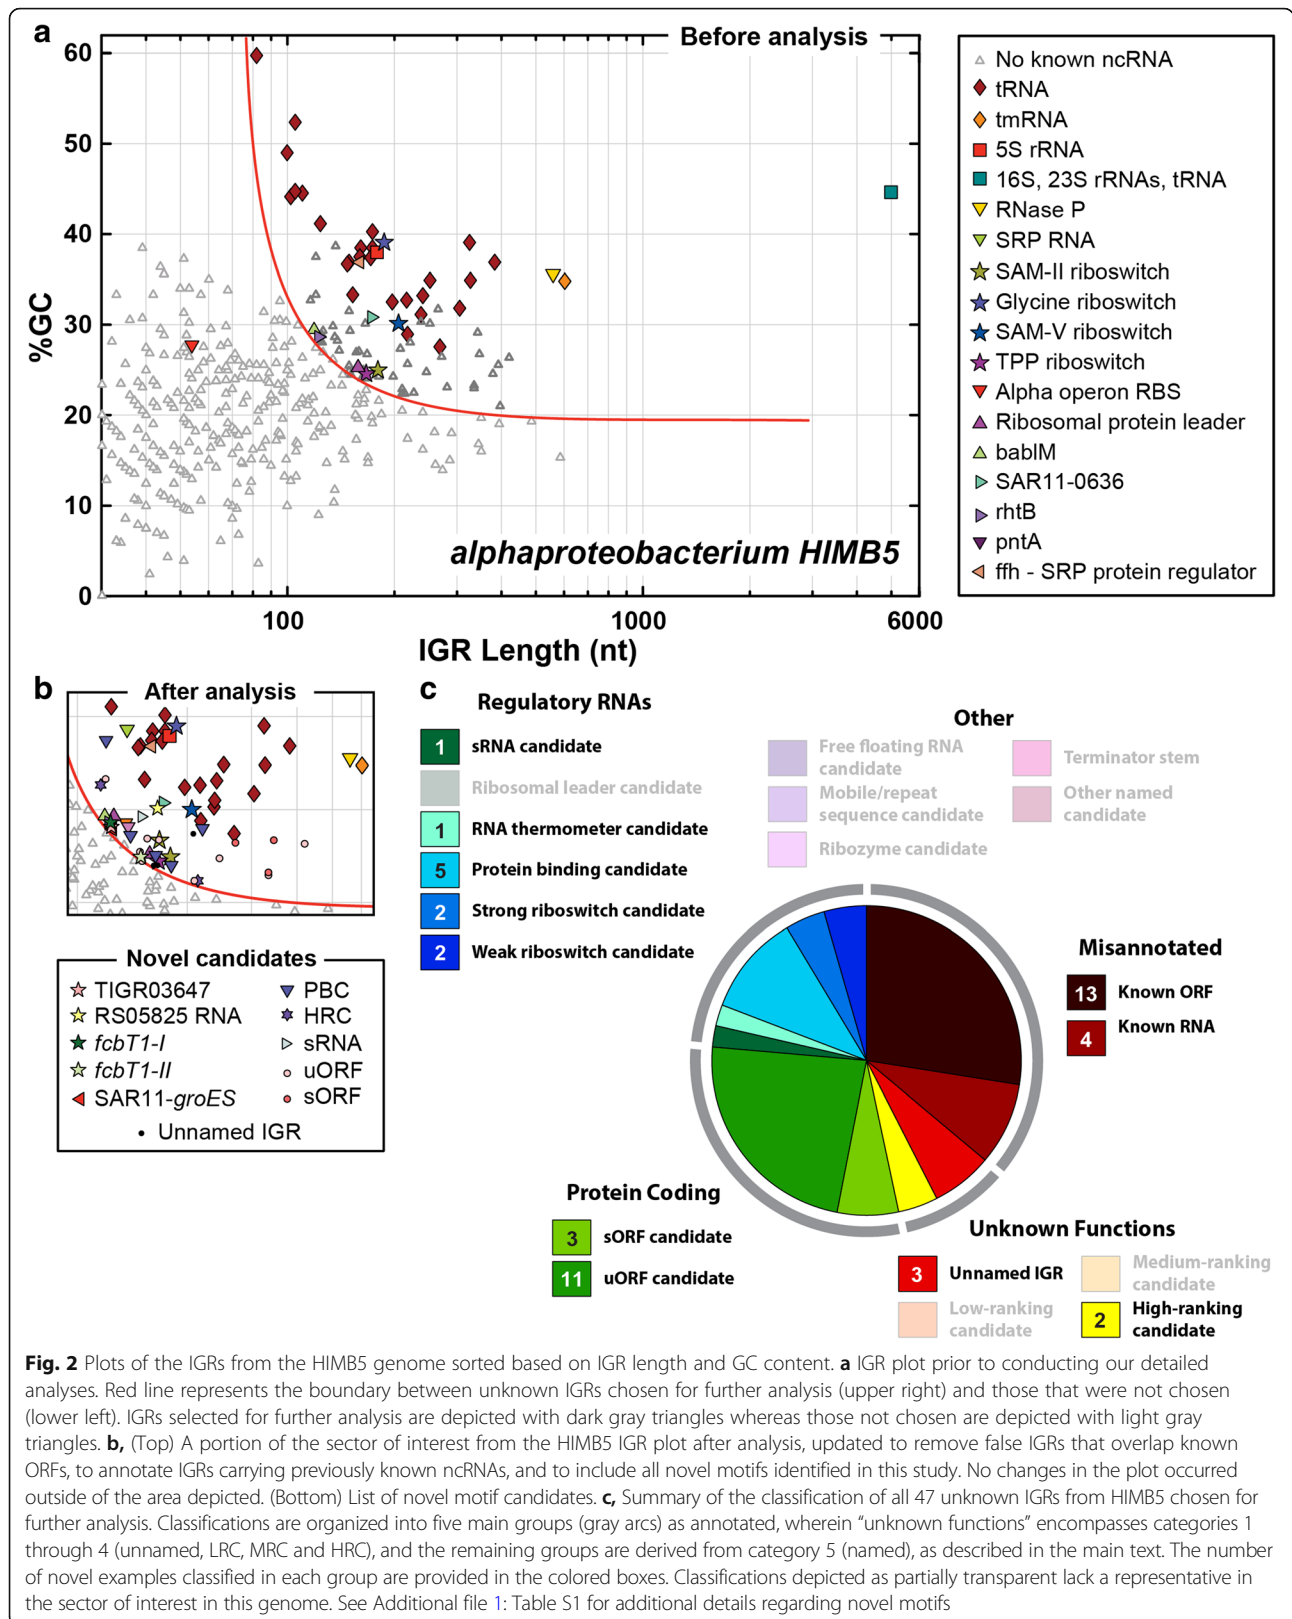 a
Before analysis
60
50
40
30
20
10
0
%GC
100
1000
6000
IGR Length (nt)
alphaproteobacterium HIMB5
No known ncRNA
tRNA
tmRNA
5S rRNA
16S, 23S rRNAs, tRNA
RNase P
SRP RNA
SAM-II riboswitch
Glycine riboswitch
SAM-V riboswitch
TPP riboswitch
Alpha operon RBS
Ribosomal protein leader
bablM
SAR11-0636
rhtB
pntA
ffh - SRP protein regulator
b
After analysis
Novel candidates
TIGR03647
RS05825 RNA
fcbT1-I
fcbT1-II
SAR11-groES
PBC
HRC
sRNA
uORF
sORF
Unnamed IGR
c
Regulatory RNAs
1 sRNA candidate
Ribosomal leader candidate
1 RNA thermometer candidate
5 Protein binding candidate
2 Strong riboswitch candidate
2 Weak riboswitch candidate
Other
Free floating RNA
candidate
Mobile/repeat
sequence candidate
Ribozyme candidate
Terminator stem
Other named
candidate
Misannotated
13 Known ORF
4 Known RNA
Protein Coding
3 sORF candidate
11 uORF candidate
Unknown Functions
3 Unnamed IGR
Low-ranking
candidate
Medium-ranking
candidate
2 High-ranking
candidate
Fig. 2 Plots of the IGRs from the HIMB5 genome sorted based on IGR length and GC content. a IGR plot prior to conducting our detailed
analyses. Red line represents the boundary between unknown IGRs chosen for further analysis (upper right) and those that were not chosen
(lower left). IGRs selected for further analysis are depicted with dark gray triangles whereas those not chosen are depicted with light gray
triangles. b, (Top) A portion of the sector of interest from the HIMB5 IGR plot after analysis, updated to remove false IGRs that overlap known
ORFs, to annotate IGRs carrying previously known ncRNAs, and to include all novel motifs identified in this study. No changes in the plot occurred
outside of the area depicted. (Bottom) List of novel motif candidates. c, Summary of the classification of all 47 unknown IGRs from HIMB5 chosen for
further analysis. Classifications are organized into five main groups (gray arcs) as annotated, wherein “unknown functions” encompasses categories 1
through 4 (unnamed, LRC, MRC and HRC), and the remaining groups are derived from category 5 (named), as described in the main text. The number
of novel examples classified in each group are provided in the colored boxes. Classifications depicted as partially transparent lack a representative in
the sector of interest in this genome. See Additional file 1: Table S1 for additional details regarding novel motifs